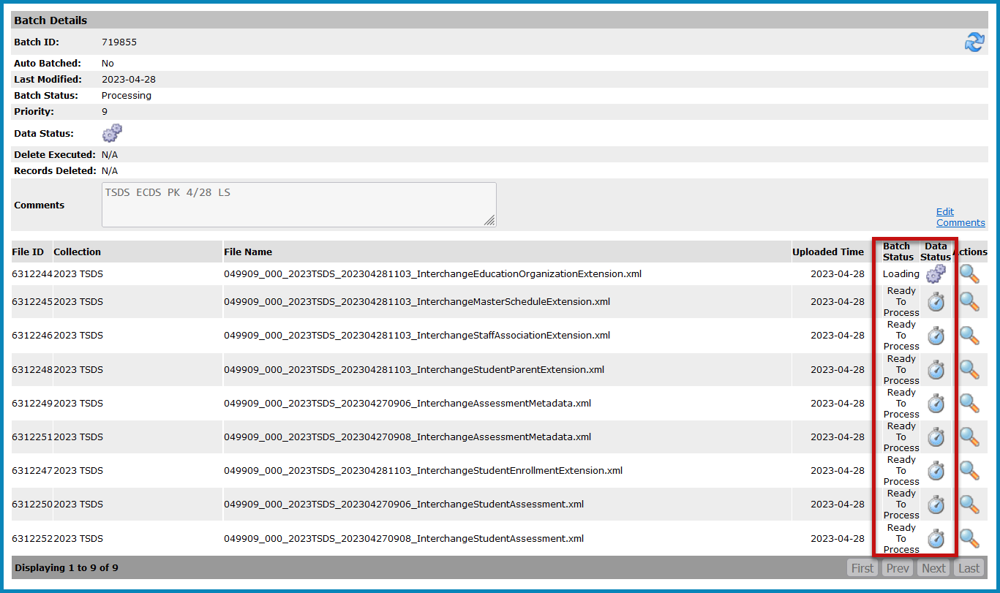 Batch Details
Batch ID: 719855
Auto Batched: No
Last Modified: 2023-04-28
Batch Status: Processing
Priority: 9
Data Status:
Delete Executed: N/A
Records Deleted: N/A
Comments TSDS ECDS PK 4/28 LS
Edit
Comments
File ID Collection File Name Uploaded Time Batch Status Data Status Actions
6312244 2023 TSDS 049909_000_2023TSDS_202304281103_InterchangeEducationOrganizationExtension.xml 2023-04-28 Loading
6312245 2023 TSDS 049909_000_2023TSDS_202304281103_InterchangeMasterScheduleExtension.xml 2023-04-28 Ready To Process
6312246 2023 TSDS 049909_000_2023TSDS_202304281103_InterchangeStaffAssociationExtension.xml 2023-04-28 Ready To Process
6312248 2023 TSDS 049909_000_2023TSDS_202304281103_InterchangeStudentParentExtension.xml 2023-04-28 Ready To Process
6312249 2023 TSDS 049909_000_2023TSDS_202304270906_InterchangeAssessmentMetadata.xml 2023-04-28 Ready To Process
6312251 2023 TSDS 049909_000_2023TSDS_202304270908_InterchangeAssessmentMetadata.xml 2023-04-28 Ready To Process
6312247 2023 TSDS 049909_000_2023TSDS_202304281103_InterchangeStudentEnrollmentExtension.xml 2023-04-28 Ready To Process
6312250 2023 TSDS 049909_000_2023TSDS_202304270906_InterchangeStudentAssessment.xml 2023-04-28 Ready To Process
6312252 2023 TSDS 049909_000_2023TSDS_202304270908_InterchangeStudentAssessment.xml 2023-04-28 Ready To Process
Displaying 1 to 9 of 9 First Prev Next Last